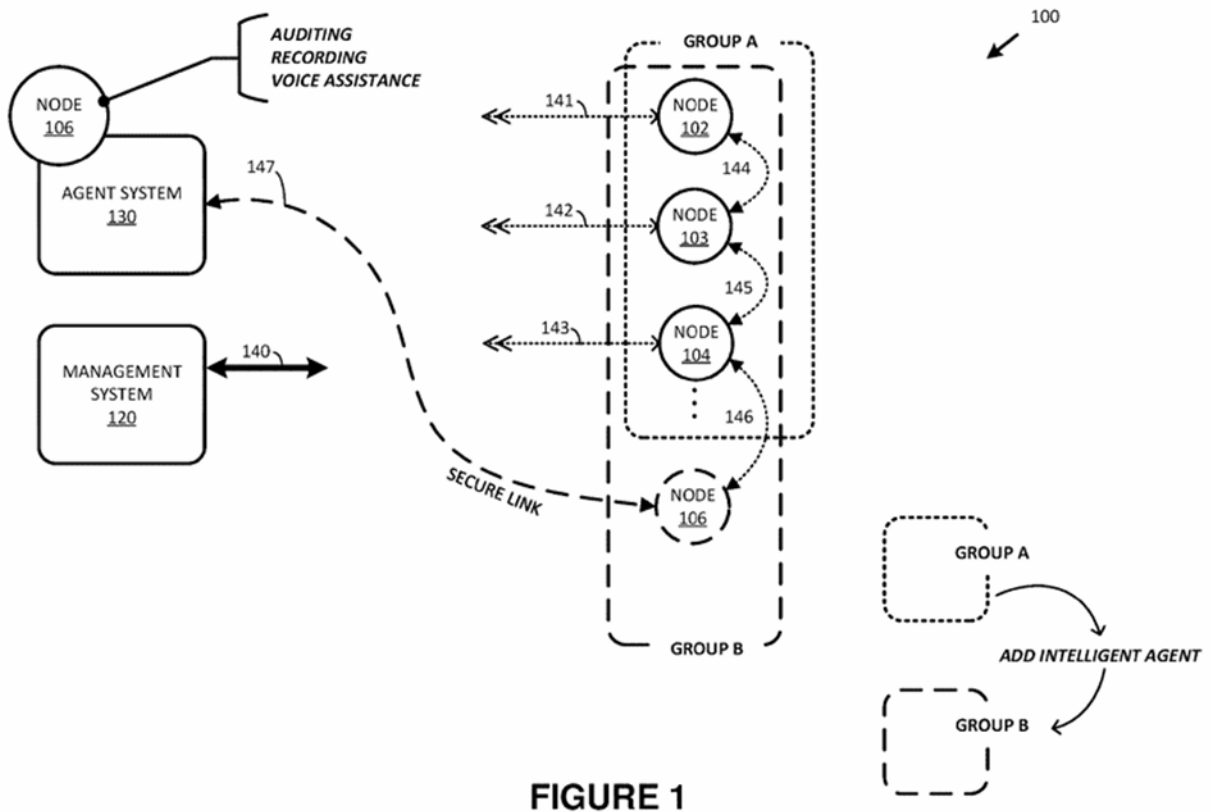 100
AUDITING
RECORDING
VOICE ASSISTANCE
GROUP A
NODE
106
141
NODE
102
144
147
AGENT SYSTEM
130
142
NODE
103
145
143
NODE
104
140
MANAGEMENT
SYSTEM
120
146
SECURE LINK
NODE
106
GROUP B
GROUP A
ADD INTELLIGENT AGENT
GROUP B
FIGURE 1